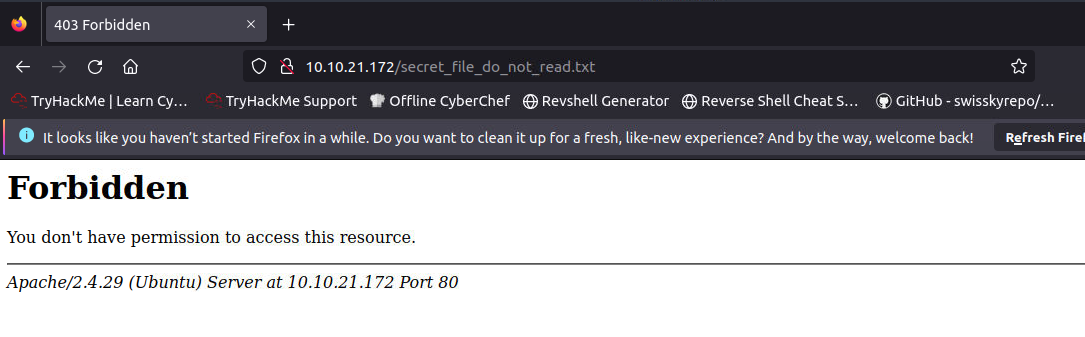 403 Forbidden
10.10.21.172/secret_file_do_not_read.txt
TryHackMe | Learn Cy… TryHackMe Support Offline CyberChef Revshell Generator Reverse Shell Cheat S… GitHub - swisskyrepo/…
It looks like you haven’t started Firefox in a while. Do you want to clean it up for a fresh, like-new experience? And by the way, welcome back! Refresh
Forbidden
You don't have permission to access this resource.
Apache/2.4.29 (Ubuntu) Server at 10.10.21.172 Port 80